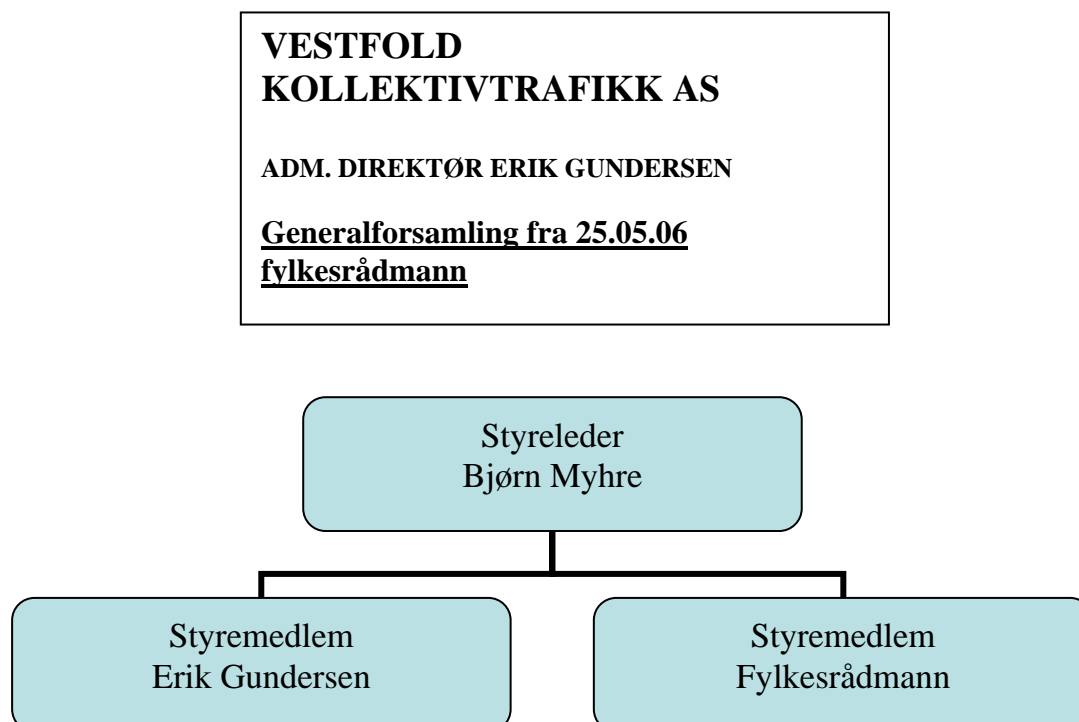 VESTFOLD
KOLLEKTIVTRAFIKK AS
ADM. DIREKTØR ERIK GUNDERSEN
Generalforsamling fra 25.05.06
fylkesrådmann
Styreleder
Bjørn Myhre
Styremedlem
Erik Gundersen
Styremedlem
Fylkesrådmann